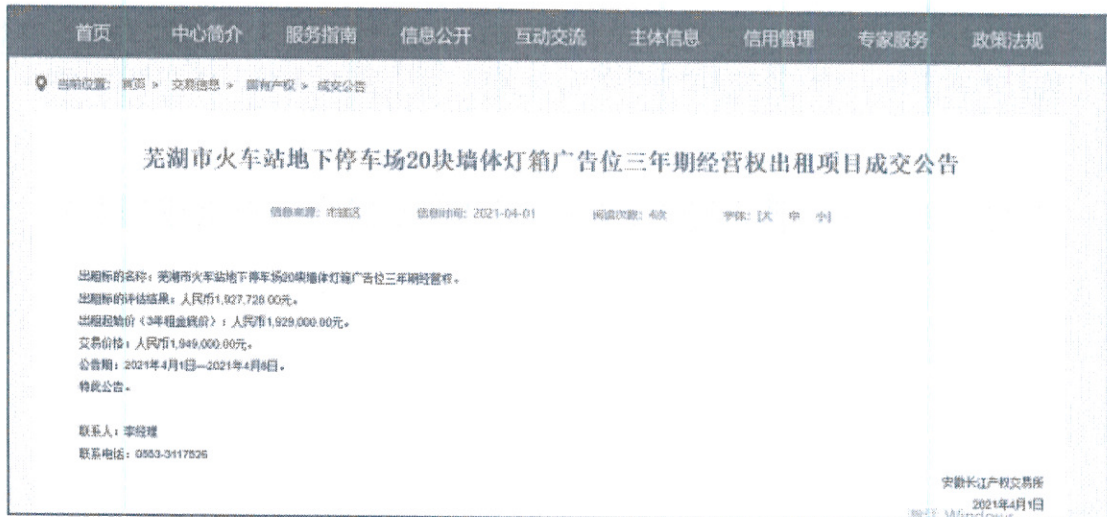 首页 中心简介 服务指南 信息公开 互动交流 主体信息 信用管理 专家服务 政策法规
当前位置: 首页 > 交易信息 > 国有产权 > 成交公告
芜湖市火车站地下停车场20块墙体灯箱广告位三年期经营权出租项目成交公告
信息来源: 市辖区 信息时间: 2021-04-01 阅读次数: 4次 字体: [大 中 小]
出租标的名称: 芜湖市火车站地下停车场20块墙体灯箱广告位三年期经营权。
出租标的评估结果: 人民币1,927,728.00元。
出租起始价(3年租金底价): 人民币1,929,000.00元。
交易价格: 人民币1,949,000.00元。
公告期: 2021年4月1日—2021年4月8日。
特此公告。
联系人: 李经理
联系电话: 0553-3117526
安徽长江产权交易所
2021年4月1日
Windows